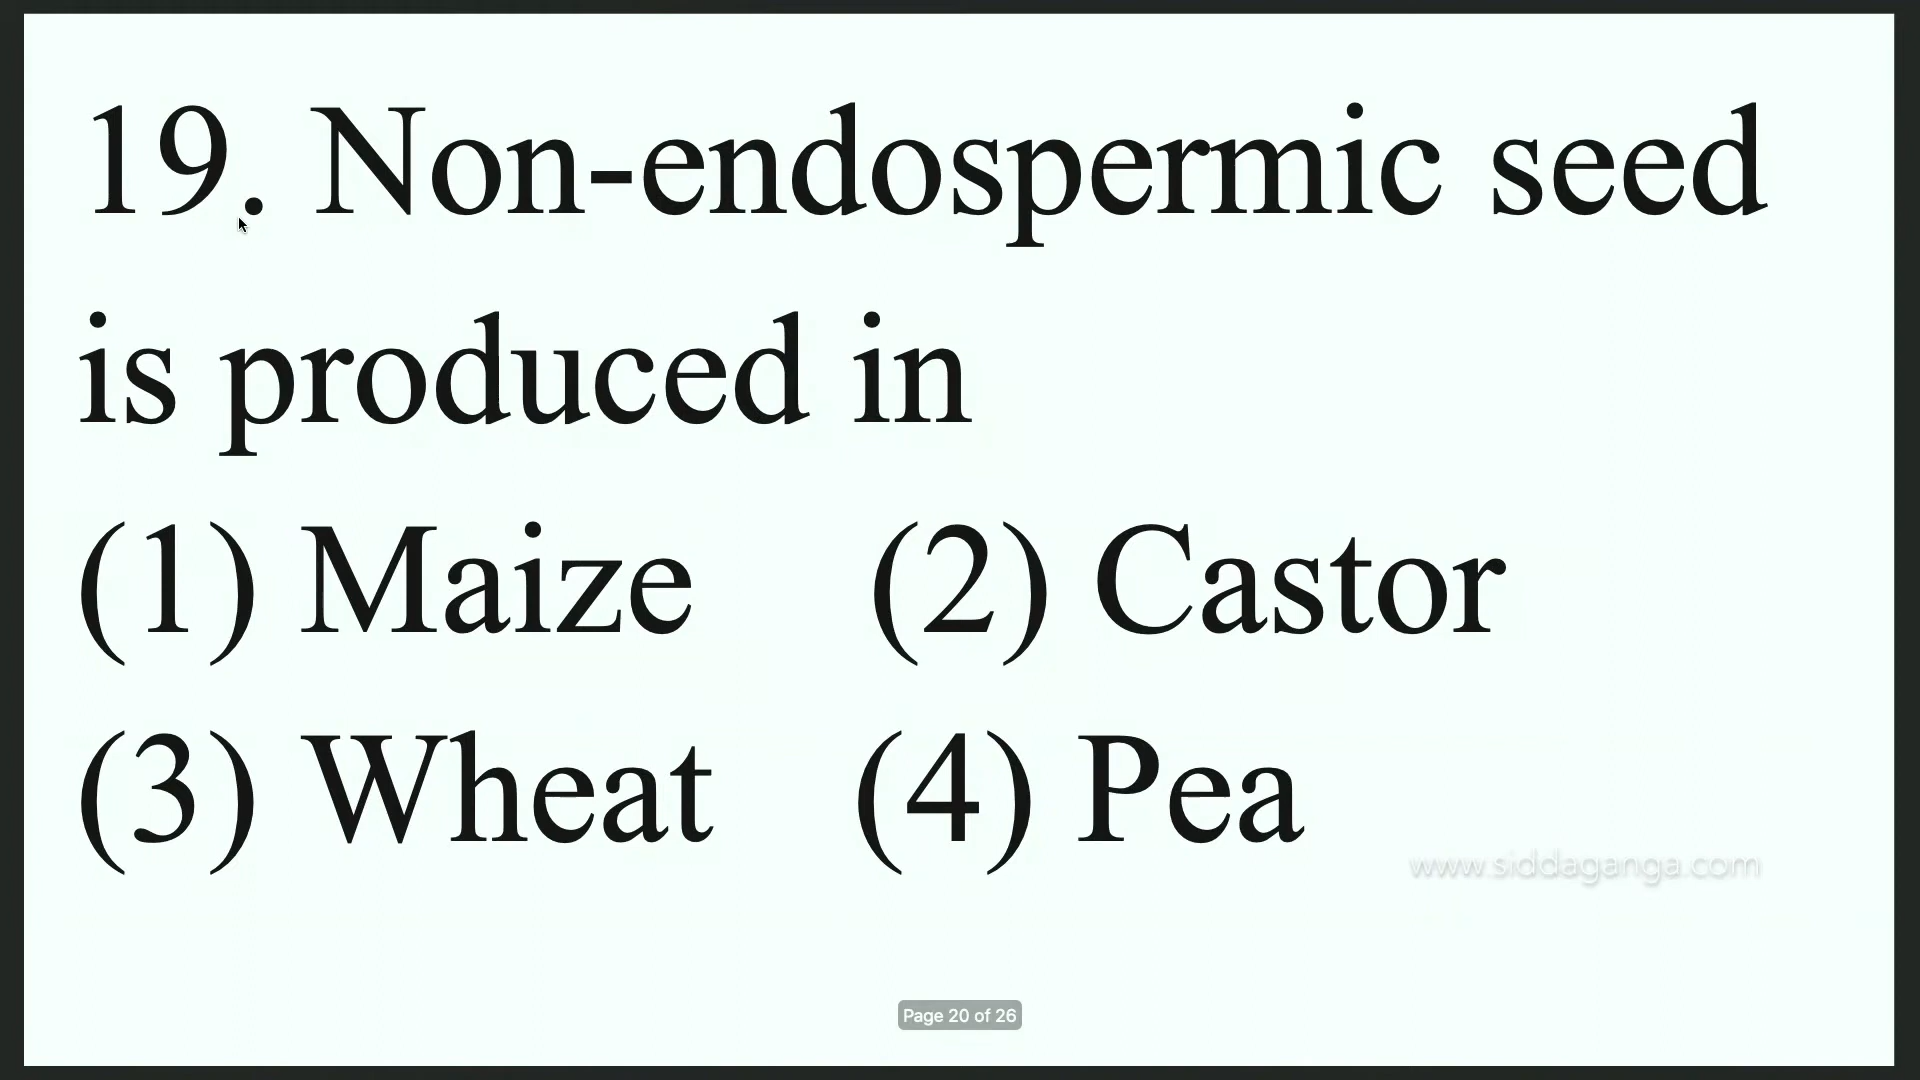 19. Non-endospermic seed
is produced in
(1) Maize (2) Castor
(3) Wheat (4) Pea
www.siddaganga.com
Page 20 of 26